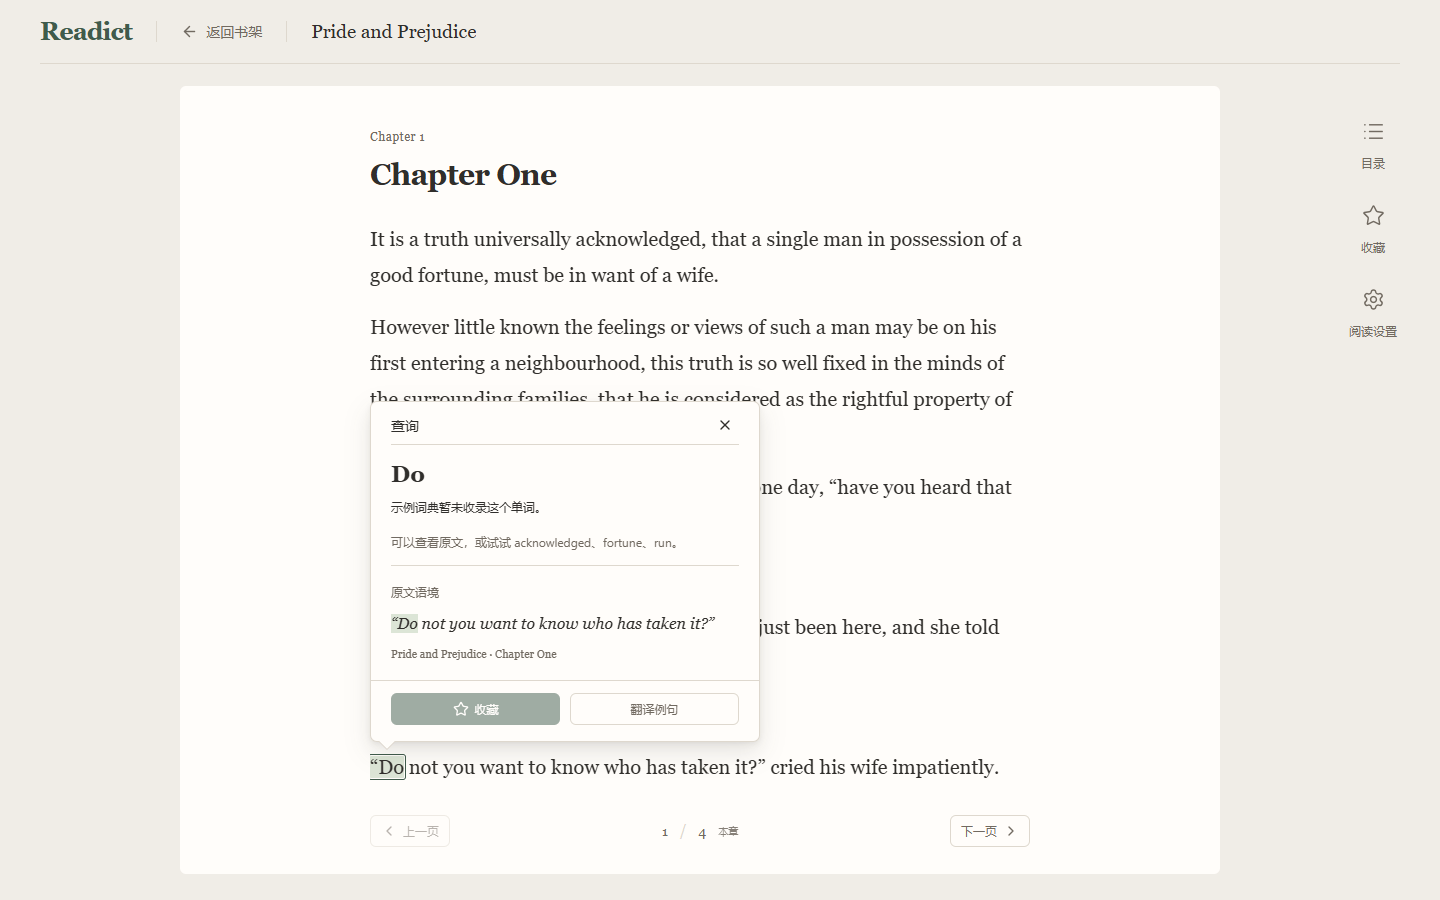 Readict
返回书架
Pride and Prejudice
目录
收藏
阅读设置
Chapter 1
Chapter One
It is a truth universally acknowledged, that a single man in possession of a
good fortune, must be in want of a wife.
However little known the feelings or views of such a man may be on his
first entering a neighbourhood, this truth is so well fixed in the minds of
the surrounding families, that he is considered as the rightful property of
one day, “have you heard that
just been here, and she told
查询
Do
示例词典暂未收录这个单词。
可以查看原文，或试试 acknowledged、fortune、run。
原文语境
“Do not you want to know who has taken it?”
Pride and Prejudice · Chapter One
收藏
翻译例句
“Do not you want to know who has taken it?” cried his wife impatiently.
上一页
1 / 4 本章
下一页